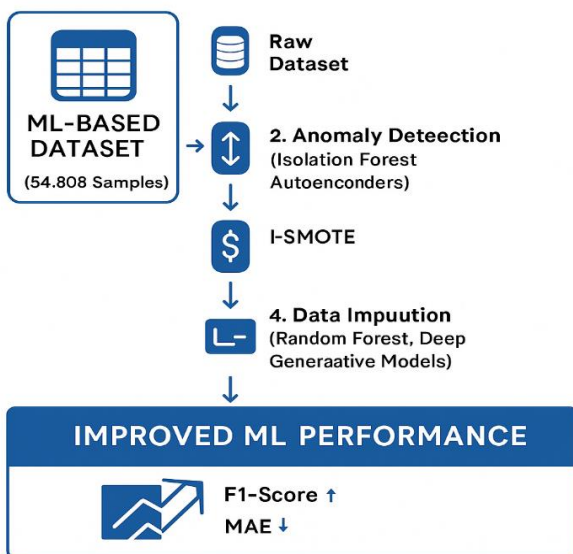 ML-BASED
DATASET
(54.808 Samples)
Raw
Dataset
2. Anomaly Deteection
(Isolation Forest
Autoenconders)
$
I-SMOTE
4. Data Impuution
(Random Forest, Deep
Generaative Models)
IMPROVED ML PERFORMANCE
F1-Score ↑
MAE ↓